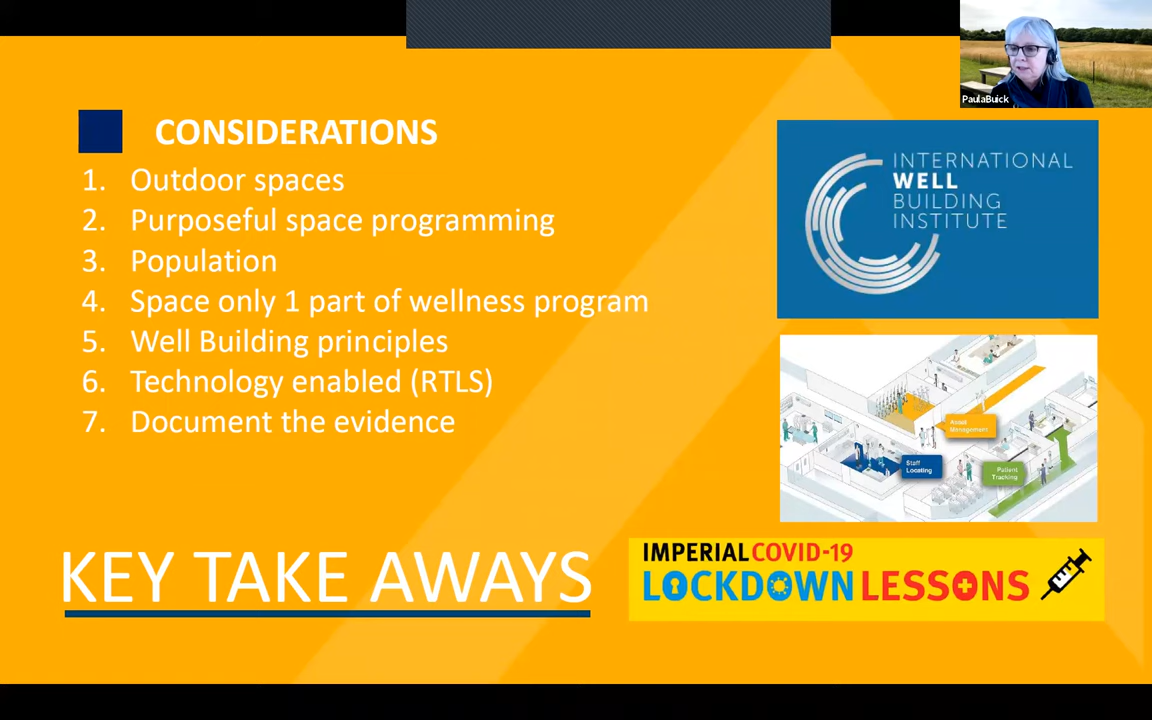 PaulaBuick
CONSIDERATIONS
1. Outdoor spaces
2. Purposeful space programming
3. Population
4. Space only 1 part of wellness program
5. Well Building principles
6. Technology enabled (RTLS)
7. Document the evidence
KEY TAKE AWAYS
INTERNATIONAL
WELL
BUILDING
INSTITUTE
Asset
Management
Staff
Locating
Patient
Tracking
IMPERIAL COVID-19
LOCKDOWN LESSONS